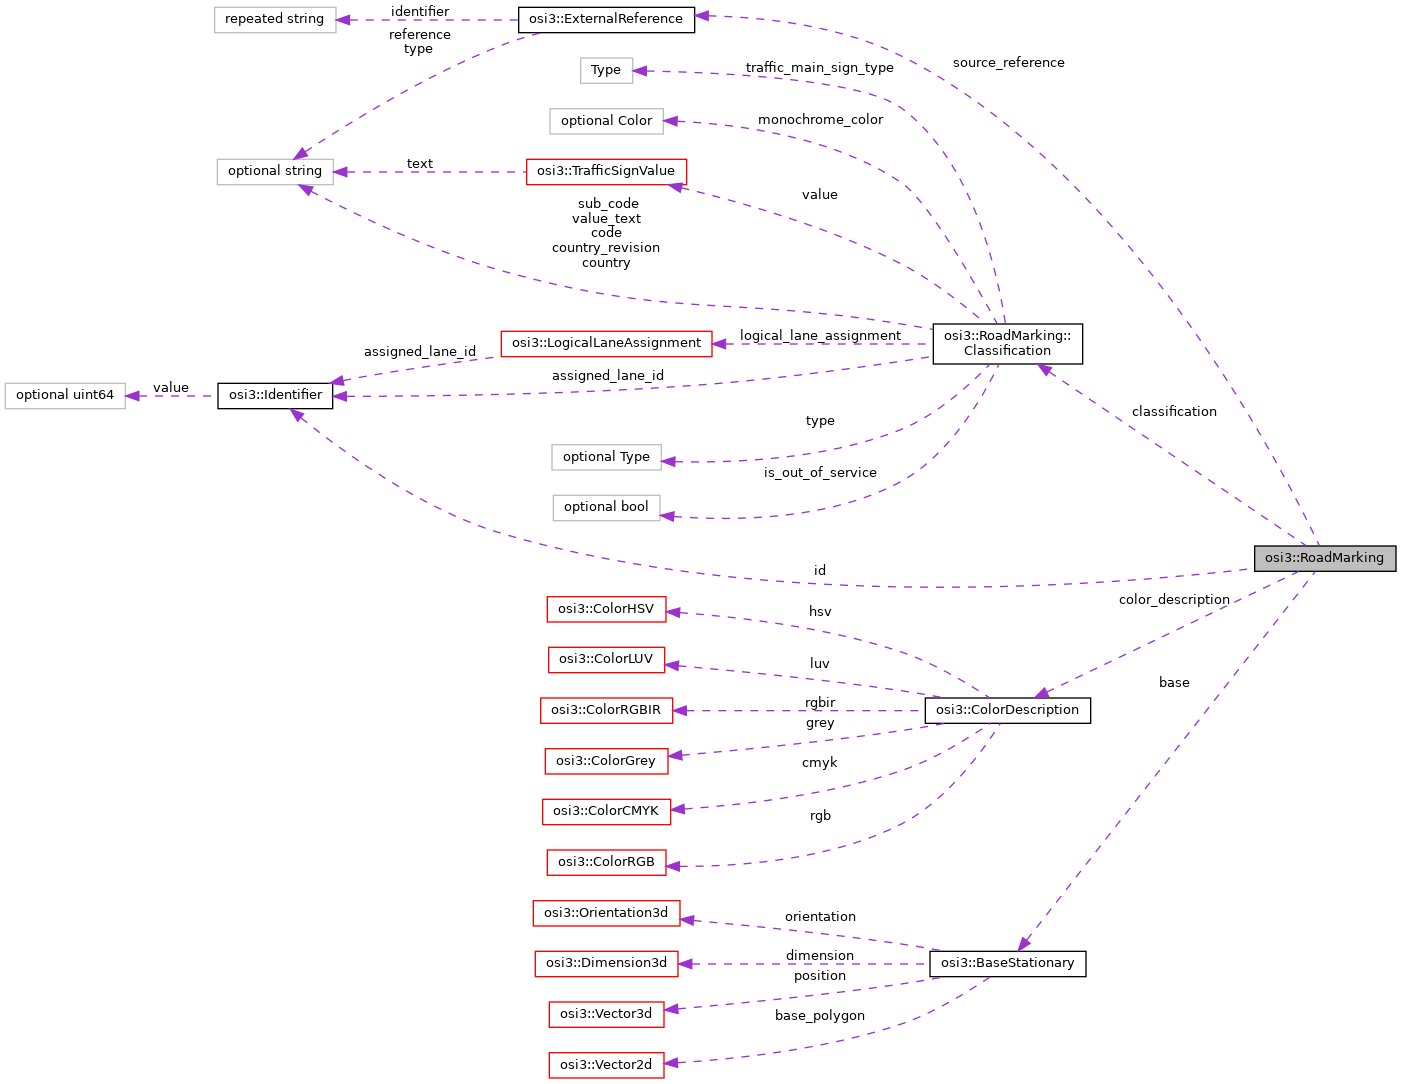 repeated string
identifier
osi3::ExternalReference
reference
type
source_reference
Type
traffic_main_sign_type
optional Color
monochrome_color
optional string
text
osi3::TrafficSignValue
value
sub_code
value_text
code
country_revision
country
osi3::LogicalLaneAssignment
logical_lane_assignment
osi3::RoadMarking::
Classification
assigned_lane_id
assigned_lane_id
optional uint64
value
osi3::Identifier
classification
type
optional Type
is_out_of_service
optional bool
osi3::RoadMarking
id
color_description
osi3::ColorHSV
hsv
osi3::ColorLUV
luv
base
osi3::ColorRGBIR
rgbir
osi3::ColorDescription
grey
osi3::ColorGrey
cmyk
osi3::ColorCMYK
rgb
osi3::ColorRGB
osi3::Orientation3d
orientation
osi3::Dimension3d
dimension
osi3::BaseStationary
position
osi3::Vector3d
base_polygon
osi3::Vector2d